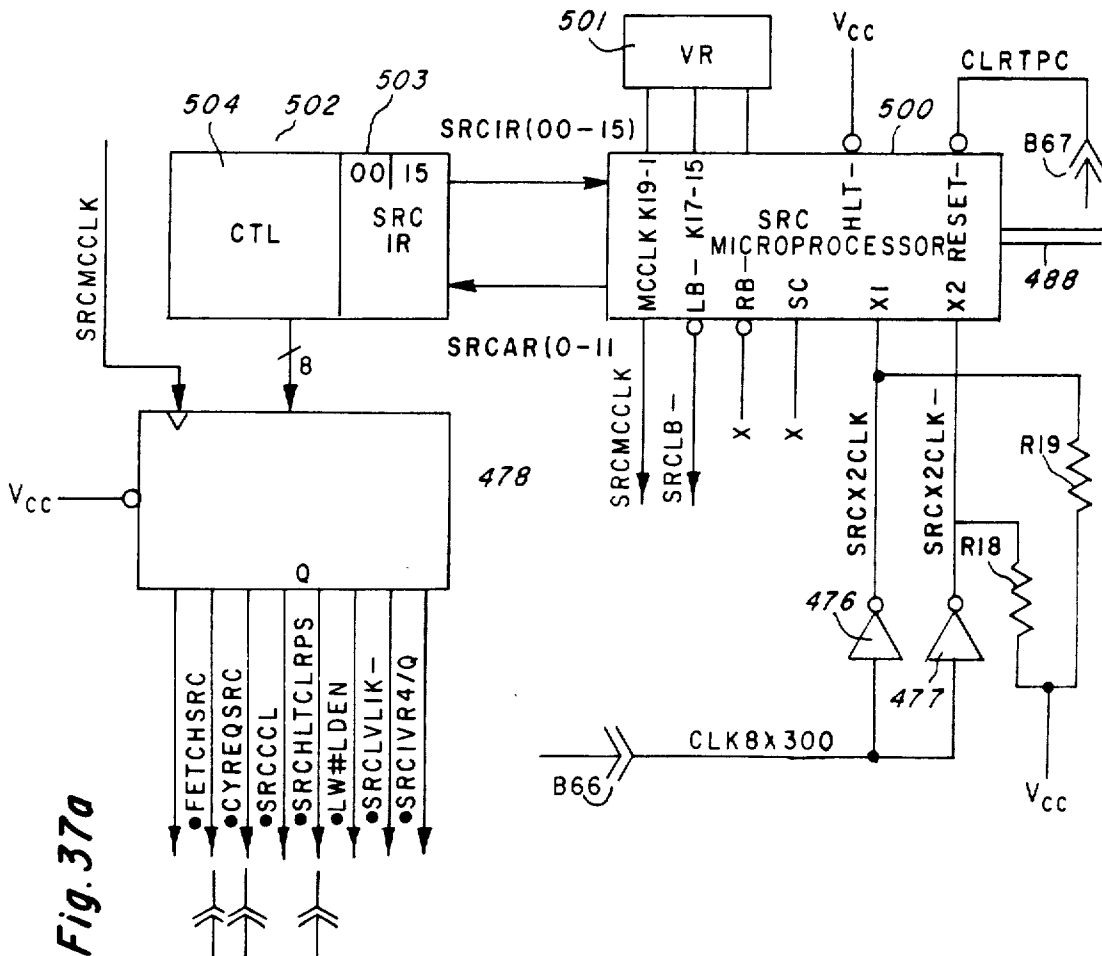 501
VR
VCC
CLRTPC
504
502
503
SRCIR(00-15)
500
B67
00 15
CTL
SRC
IR
MCCLK K19-1
LB- K17-15
RB-
SC
HLT-
SRC
MICROPROCESSOR
X1
X2 RESET-
488
SRCMCCLK
SRCAR(0-11
8
SRCMCCLK
SRCLB-
X
X
SRCX2CLK
SRCX2CLK-
R19
R18
VCC
478
Q
476
477
CLK8X300
B66
VCC
•FETCHSRC
•CYREQSRC
•SRCCCL
•SRCHLTCLRPS
•LW#LDEN
•SRCLVLIK-
•SRCIVR4/Q
Fig.37a